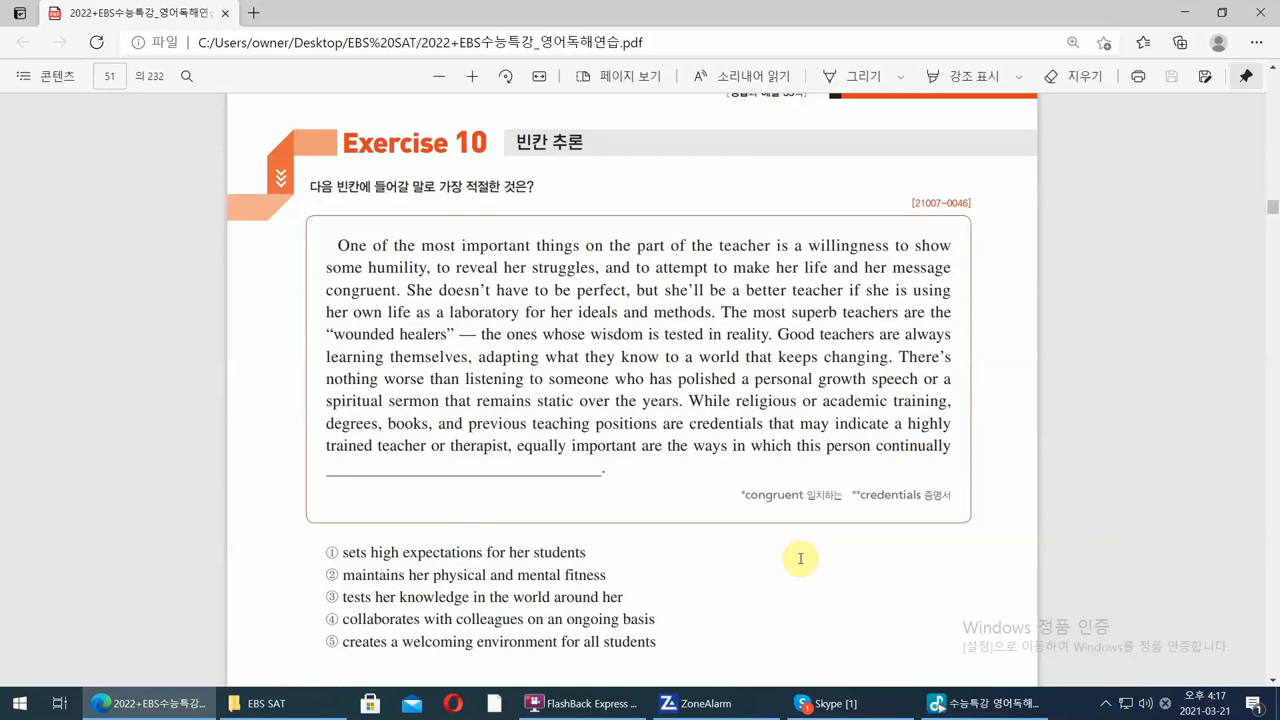 2022+EBS수능특강_영어독해연습
파일 C:/Users/owner/Desktop/EBS%20SAT/2022+EBS수능특강_영어독해연습.pdf
콘텐츠 51 의 232 페이지 보기 소리내어 읽기 그리기 강조 표시 지우기
Exercise 10 빈칸 추론
다음 빈칸에 들어갈 말로 가장 적절한 것은?
[21007-0046]
One of the most important things on the part of the teacher is a willingness to show
some humility, to reveal her struggles, and to attempt to make her life and her message
congruent. She doesn't have to be perfect, but she'll be a better teacher if she is using
her own life as a laboratory for her ideals and methods. The most superb teachers are the
“wounded healers” — the ones whose wisdom is tested in reality. Good teachers are always
learning themselves, adapting what they know to a world that keeps changing. There's
nothing worse than listening to someone who has polished a personal growth speech or a
spiritual sermon that remains static over the years. While religious or academic training,
degrees, books, and previous teaching positions are credentials that may indicate a highly
trained teacher or therapist, equally important are the ways in which this person continually
____________________.
*congruent 일치하는 **credentials 증명서
① sets high expectations for her students
② maintains her physical and mental fitness
③ tests her knowledge in the world around her
④ collaborates with colleagues on an ongoing basis
⑤ creates a welcoming environment for all students
Windows 정품 인증
[설정]으로 이동하여 Windows를 정품 인증합니다.
2022+EBS수능특강... EBS SAT FlashBack Express ... ZoneAlarm Skype [1] 수능특강 영어독해... 오후 4:17
2021-03-21